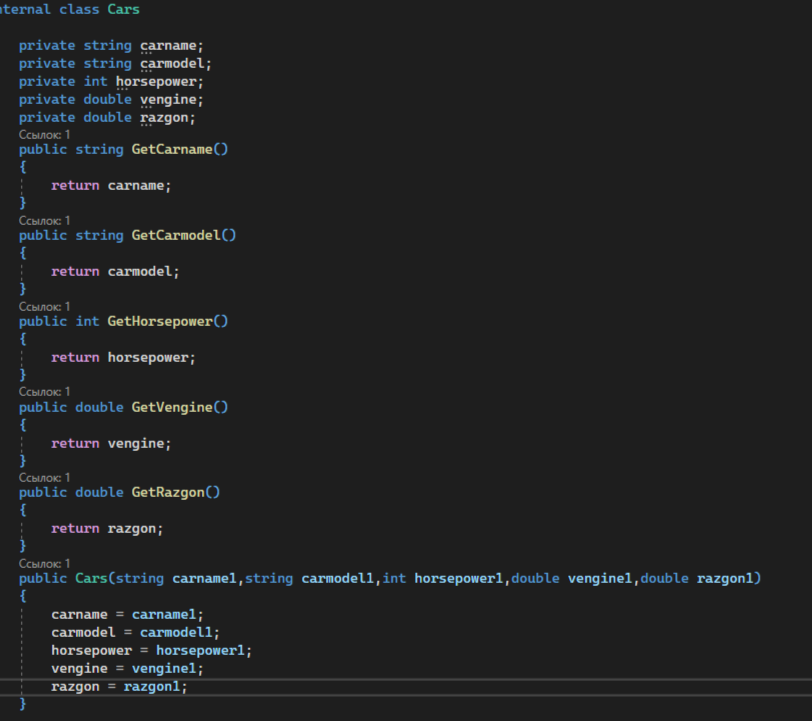 nternal class Cars
private string carname;
private string carmodel;
private int horsepower;
private double vengine;
private double razgon;
Ссылок: 1
public string GetCarname()
{
return carname;
}
Ссылок: 1
public string GetCarmodel()
{
return carmodel;
}
Ссылок: 1
public int GetHorsepower()
{
return horsepower;
}
Ссылок: 1
public double GetVengine()
{
return vengine;
}
Ссылок: 1
public double GetRazgon()
{
return razgon;
}
Ссылок: 1
public Cars(string carname1,string carmodel1,int horsepower1,double vengine1,double razgon1)
{
carname = carname1;
carmodel = carmodel1;
horsepower = horsepower1;
vengine = vengine1;
razgon = razgon1;
}